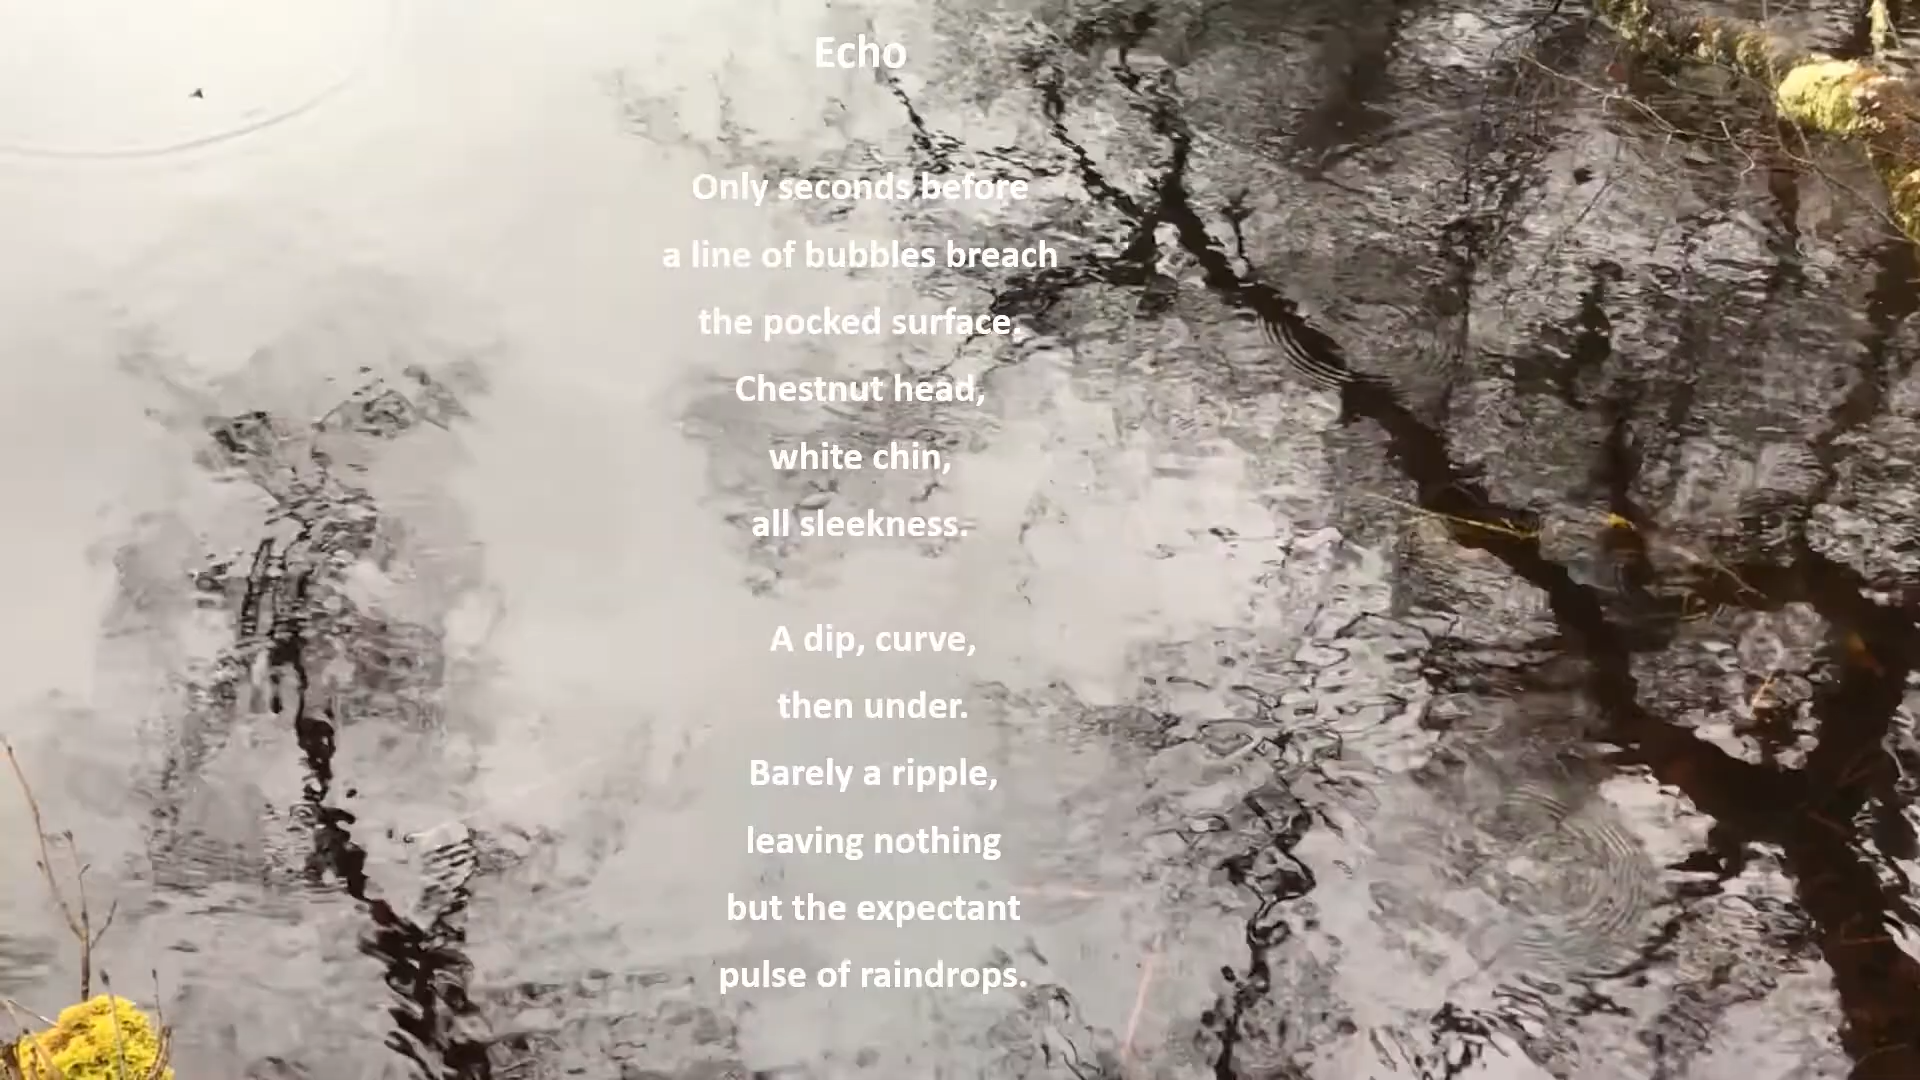 Echo
Only seconds before
a line of bubbles breach
the pocked surface.
Chestnut head,
white chin,
all sleekness.
A dip, curve,
then under.
Barely a ripple,
leaving nothing
but the expectant
pulse of raindrops.